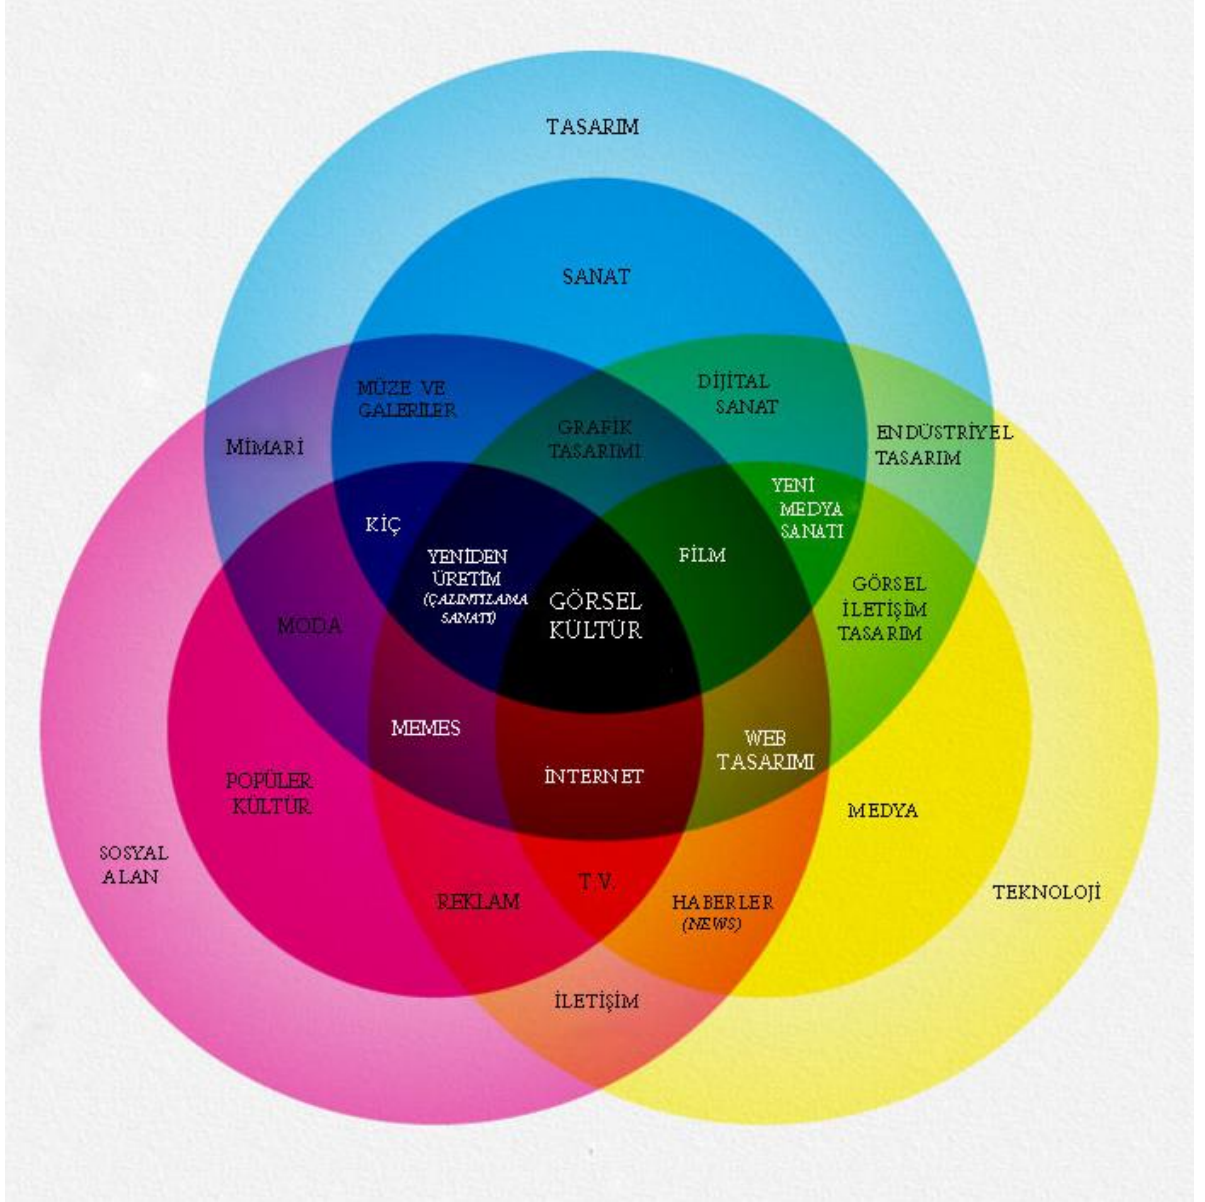 TASARIM
SANAT
MÜZE VE
GALERİLER
DİJİTAL
SANAT
GRAFİK
TASARIMI
MİMARİ
ENDÜSTRİYEL
TASARIM
KİÇ
YENİDEN
ÜRETİM
(ÇALINTILAMA
SANATI)
FİLM
YENİ
MEDYA
SANATI
GÖRSEL
KÜLTÜR
GÖRSEL
İLETİŞİM
TASARIM
MODA
MEMES
İNTERNET
WEB
TASARIMI
POPÜLER
KÜLTÜR
MEDYA
SOSYAL
ALAN
REKLAM
T.V.
HABERLER
(NEWS)
TEKNOLOJİ
İLETİŞİM